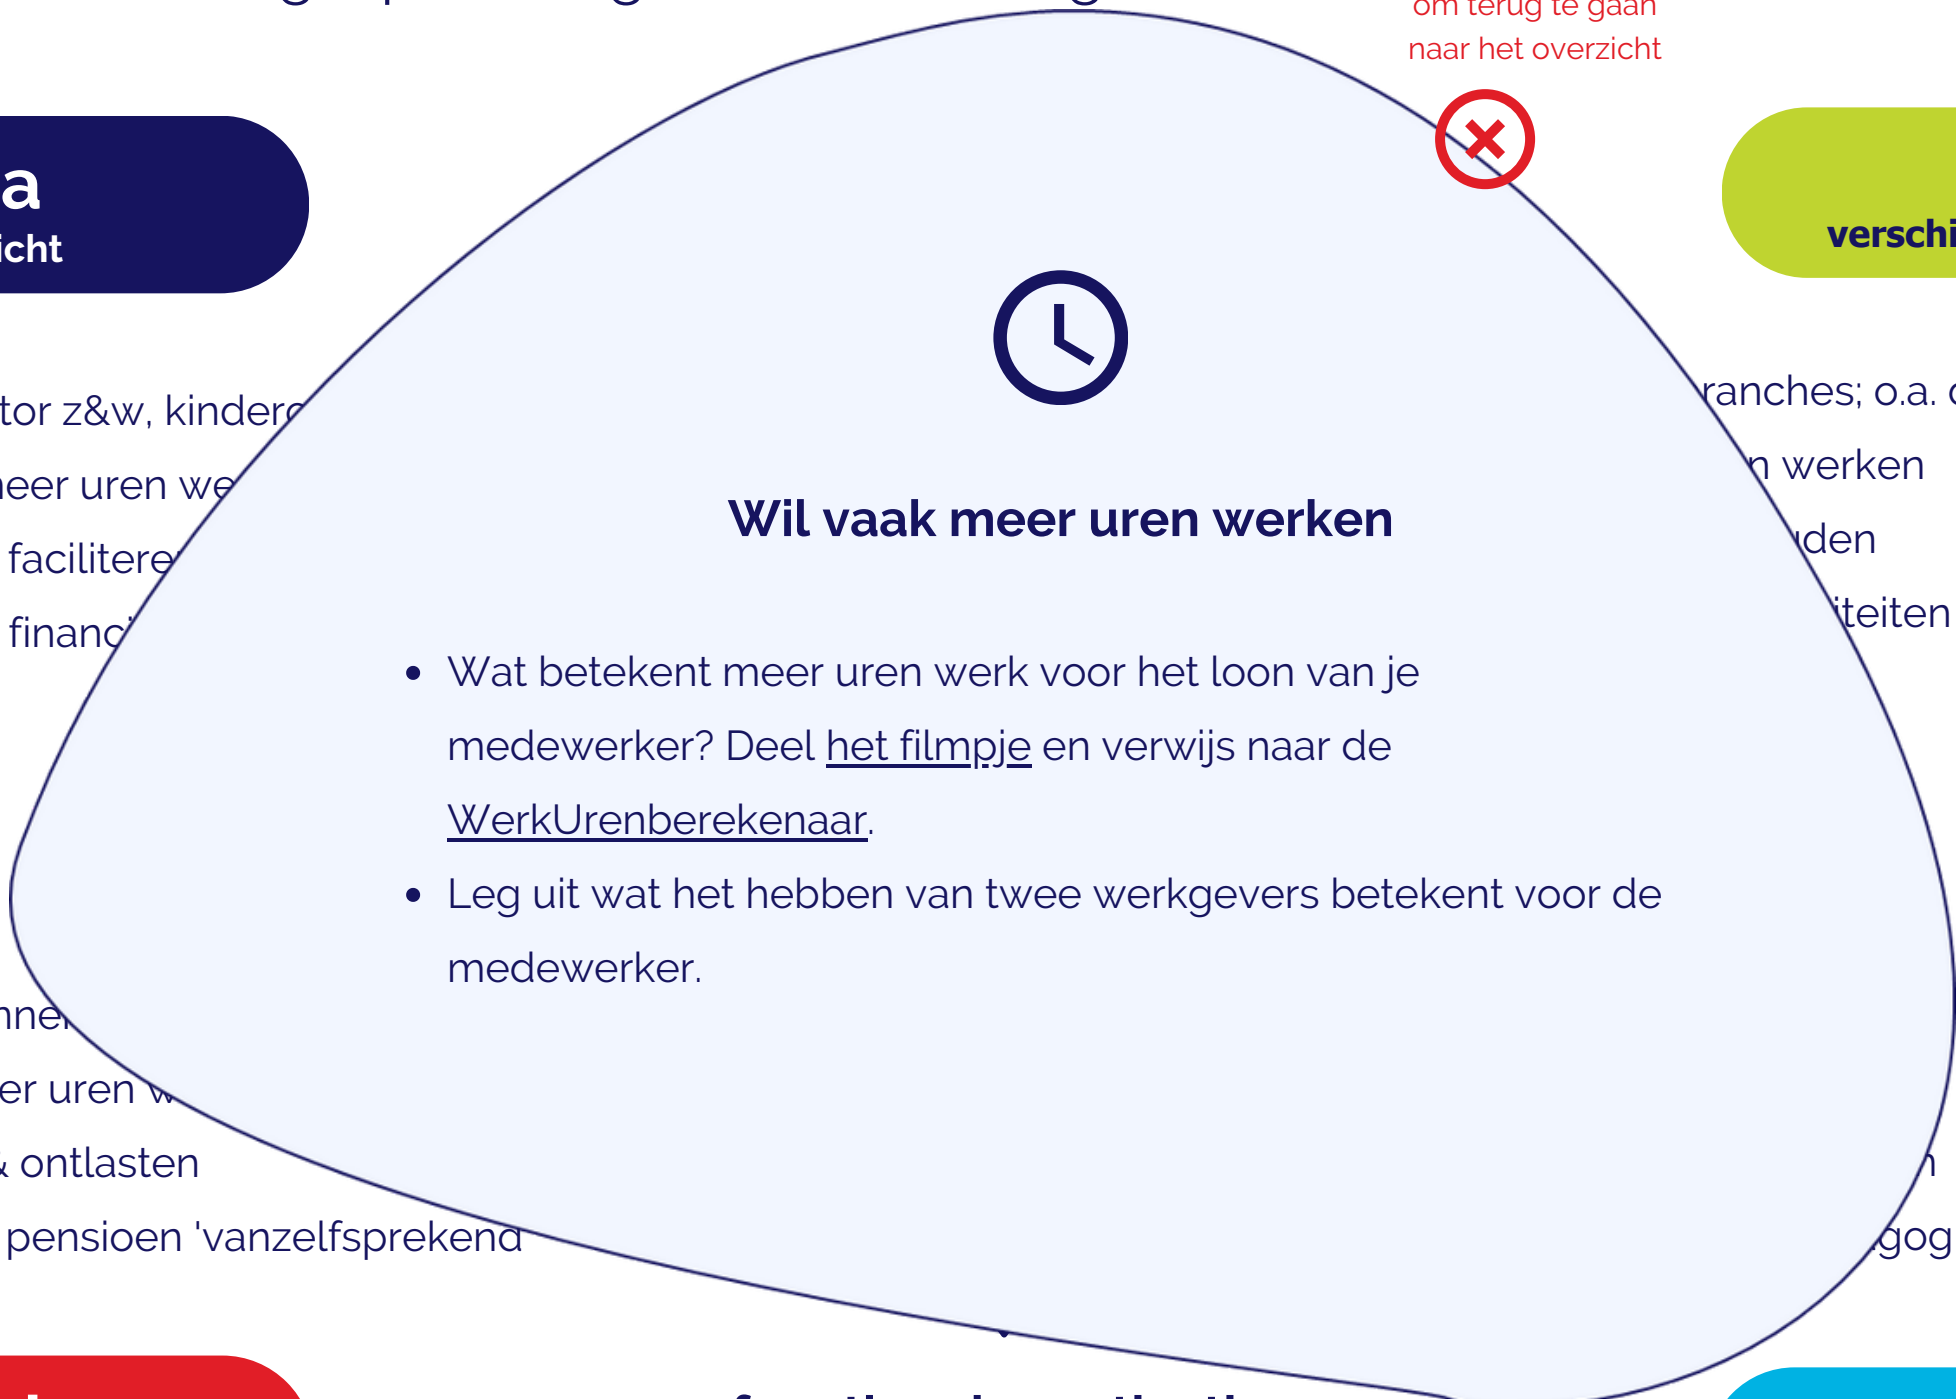 om terug te gaan
naar het overzicht
a
icht
verschi
tor z&w, kinder
ranches; o.a.
eer uren we
n werken
facilitere
den
financi
iteiten
Wil vaak meer uren werken
• Wat betekent meer uren werk voor het loon van je
medewerker? Deel het filmpje en verwijs naar de
WerkUrenberekenaar.
• Leg uit wat het hebben van twee werkgevers betekent voor de
medewerker.
nne
er uren w
& ontlasten
pensioen 'vanzelfsprekend
gog